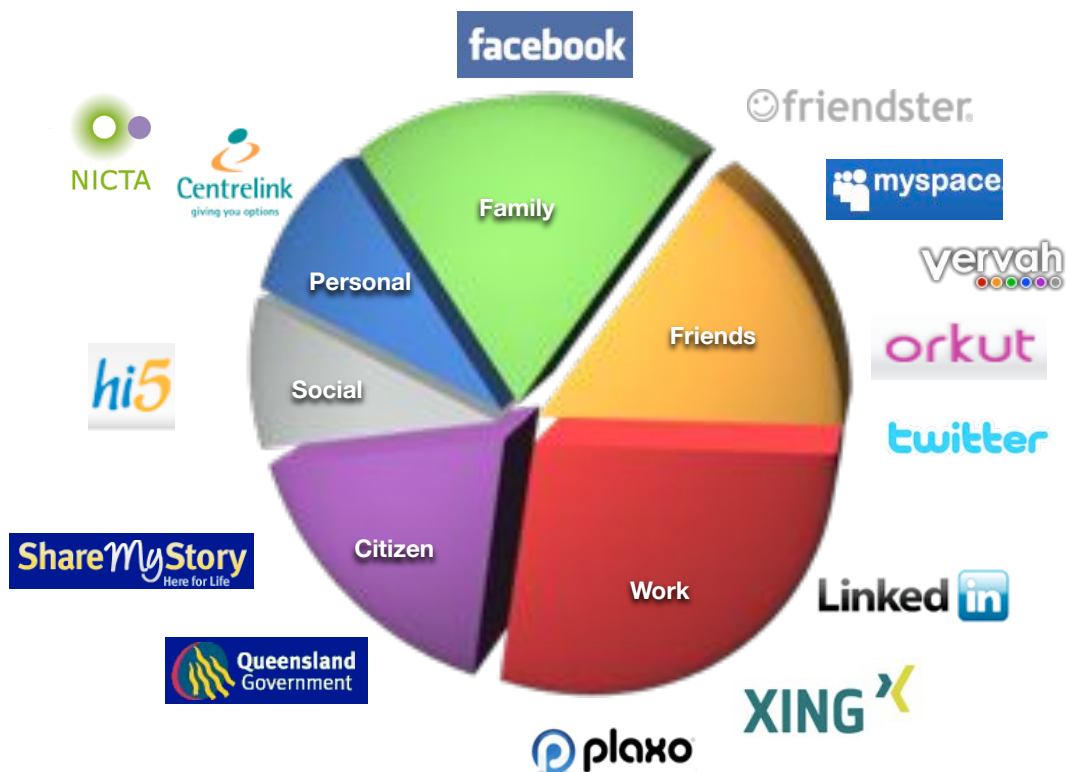 facebook
friendster.
NICTA
Centrelink
giving you options
myspace.
Family
vervah
Personal
Friends
orkut
hi5
Social
twitter
Citizen
ShareMyStory
Here for Life
Work
Linked in
Queensland
Government
XING
plaxo